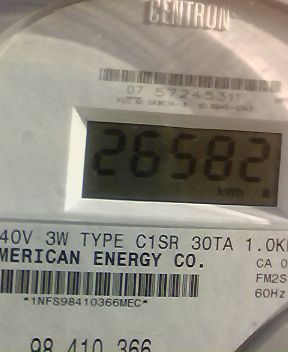 CENTRON
07 57245311
26582
kWh
40V 3W TYPE C1SR 30TA 1.0K
MERICAN ENERGY CO.
CA 0
FM2S
60Hz
*1NFS98410366MEC*
98 410 366